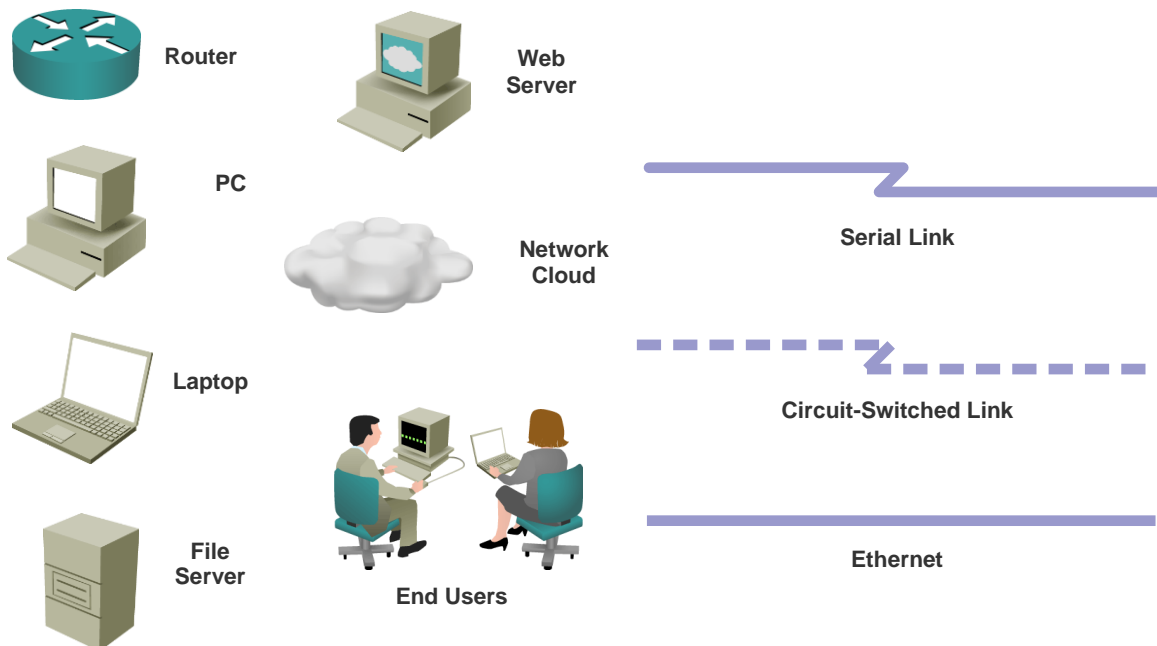 Router
Web
Server
PC
Network
Cloud
Serial Link
Laptop
Circuit-Switched Link
File
Server
End Users
Ethernet